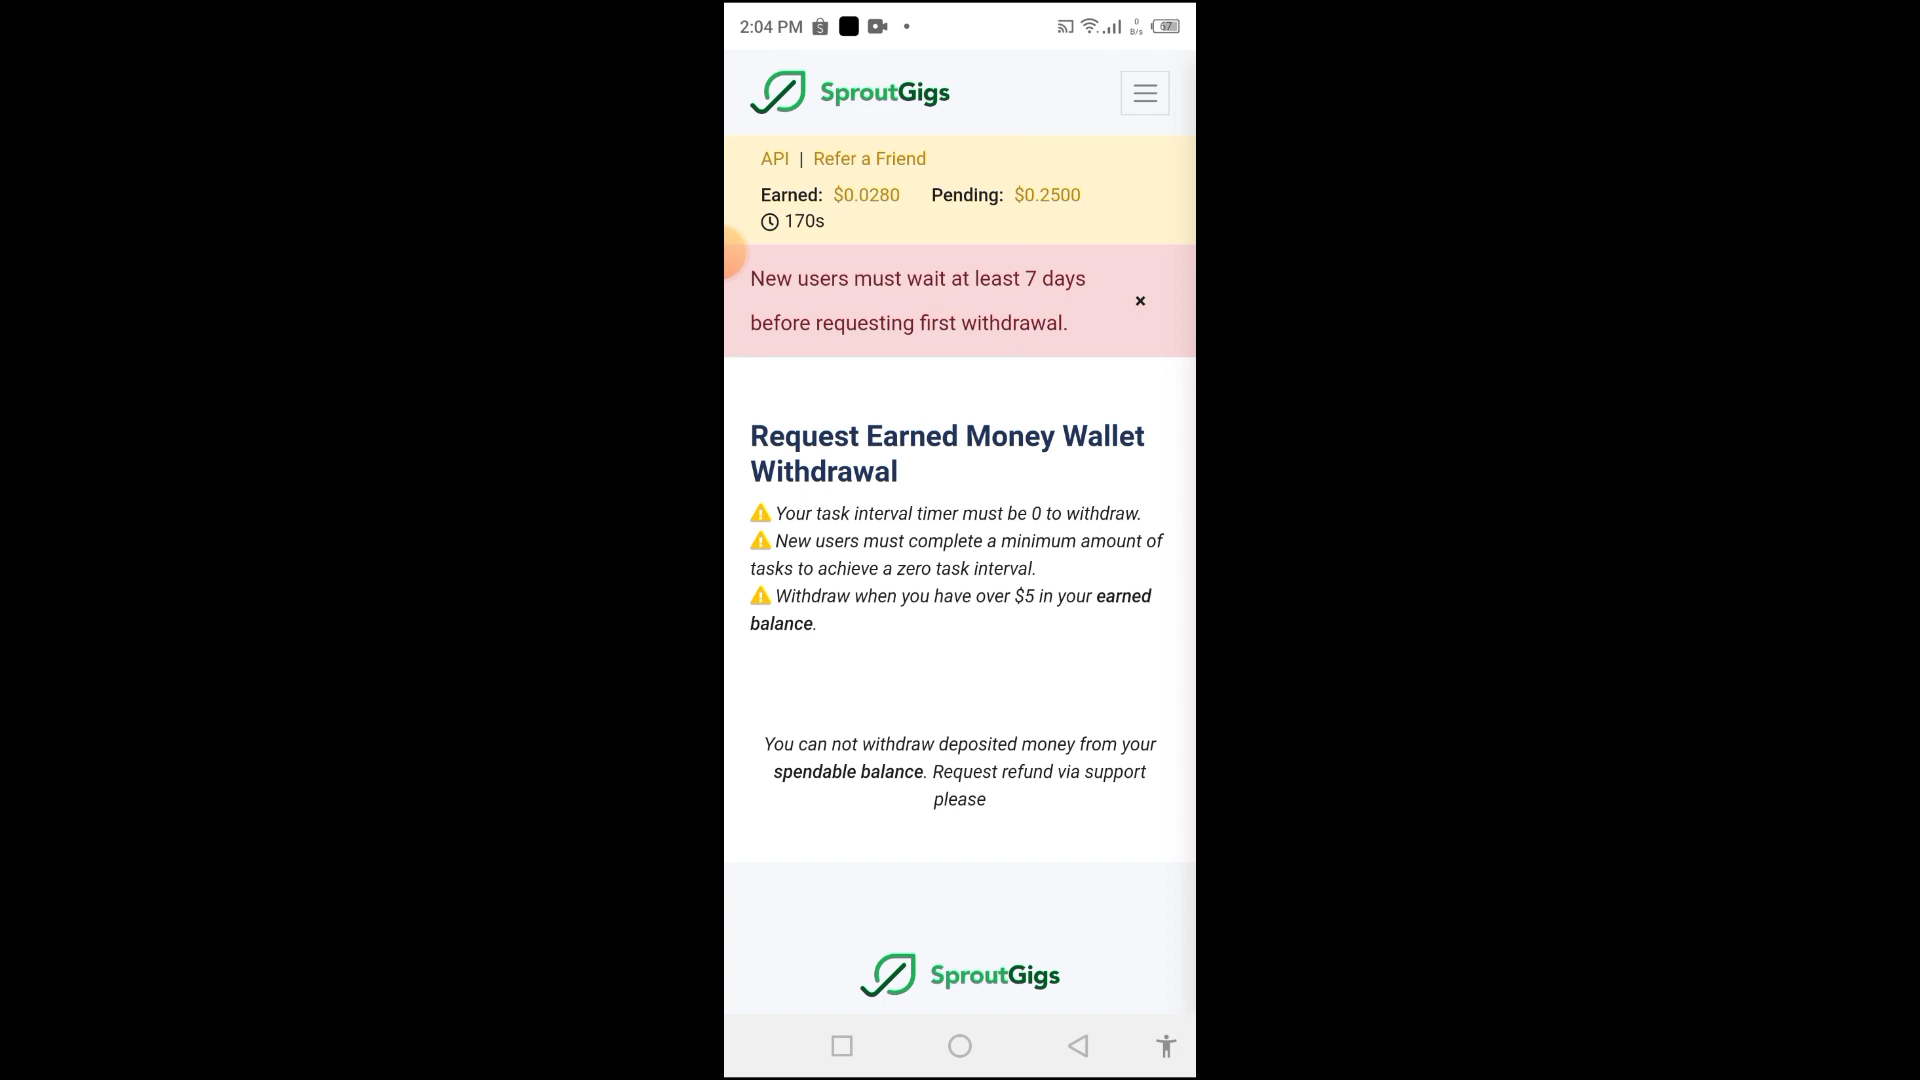 2:04 PM
0
B/s
67
SproutGigs
API | Refer a Friend
Earned: $0.0280 Pending: $0.2500
170s
New users must wait at least 7 days
before requesting first withdrawal.
×
Request Earned Money Wallet
Withdrawal
Your task interval timer must be 0 to withdraw.
New users must complete a minimum amount of
tasks to achieve a zero task interval.
Withdraw when you have over $5 in your earned
balance.
You can not withdraw deposited money from your
spendable balance. Request refund via support
please
SproutGigs